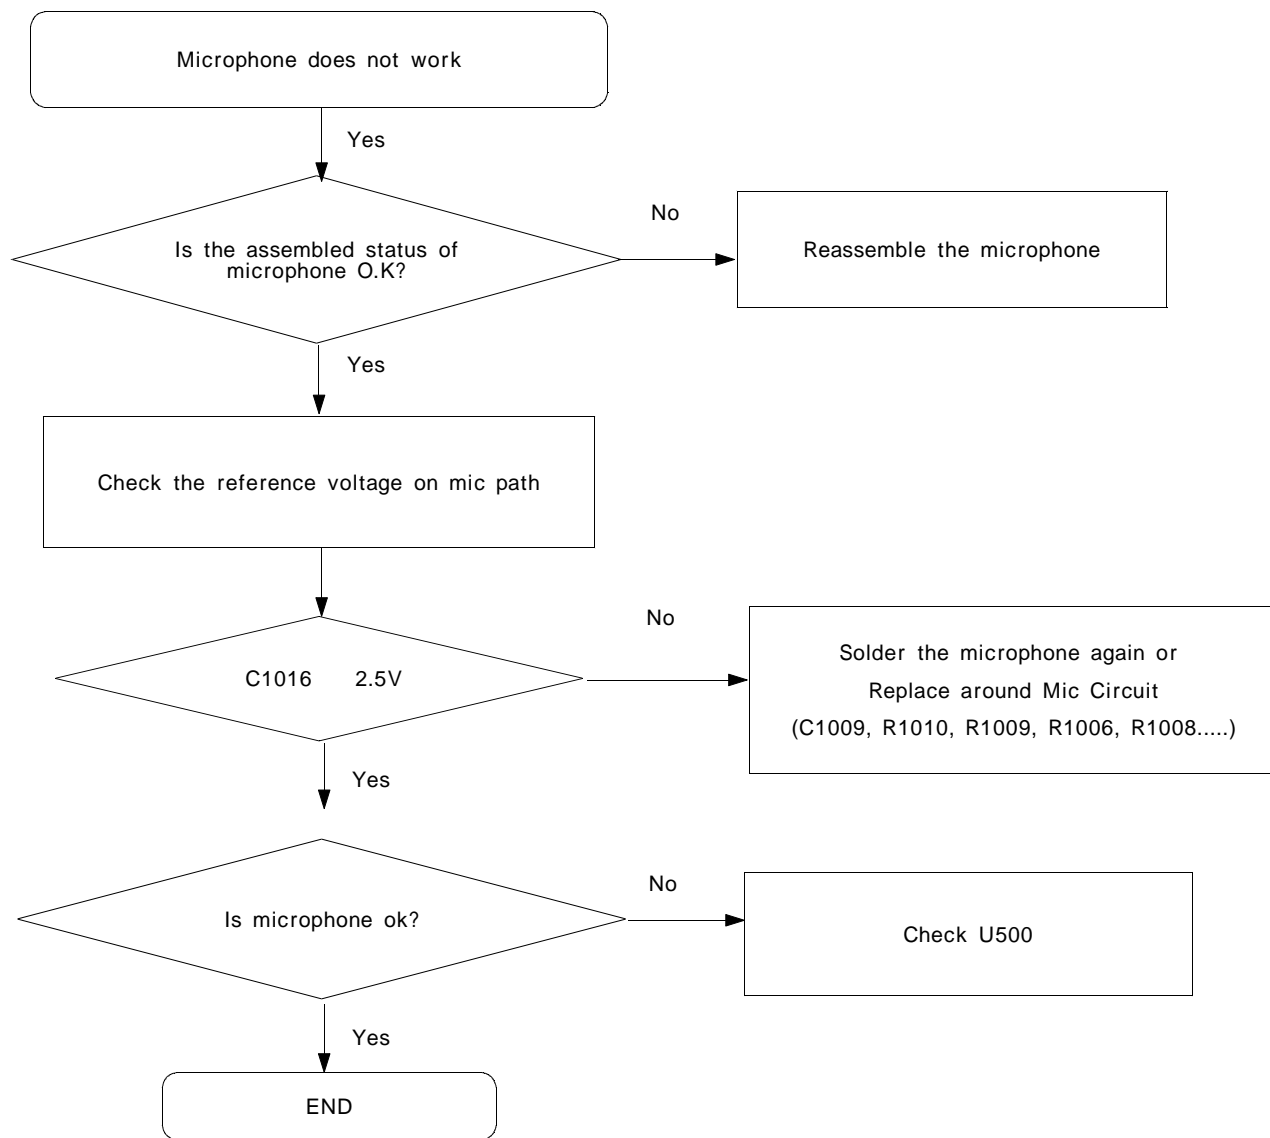 Microphone does not work
Yes
No
Is the assembled status of
microphone O.K?
Reassemble the microphone
Yes
Check the reference voltage on mic path
No
C1016 2.5V
Solder the microphone again or
Replace around Mic Circuit
(C1009, R1010, R1009, R1006, R1008.....)
Yes
No
Is microphone ok?
Check U500
Yes
END